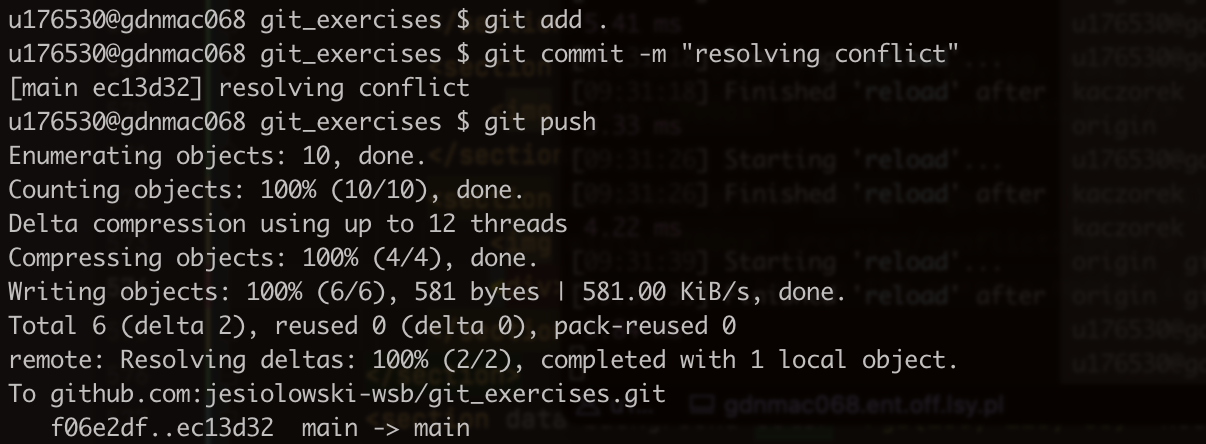 u176530@gdnmac068 git_exercises $ git add .
u176530@gdnmac068 git_exercises $ git commit -m "resolving conflict"
[main ec13d32] resolving conflict
u176530@gdnmac068 git_exercises $ git push
Enumerating objects: 10, done.
Counting objects: 100% (10/10), done.
Delta compression using up to 12 threads
Compressing objects: 100% (4/4), done.
Writing objects: 100% (6/6), 581 bytes | 581.00 KiB/s, done.
Total 6 (delta 2), reused 0 (delta 0), pack-reused 0
remote: Resolving deltas: 100% (2/2), completed with 1 local object.
To github.com:jesiolowski-wsb/git_exercises.git
   f06e2df..ec13d32  main -> main